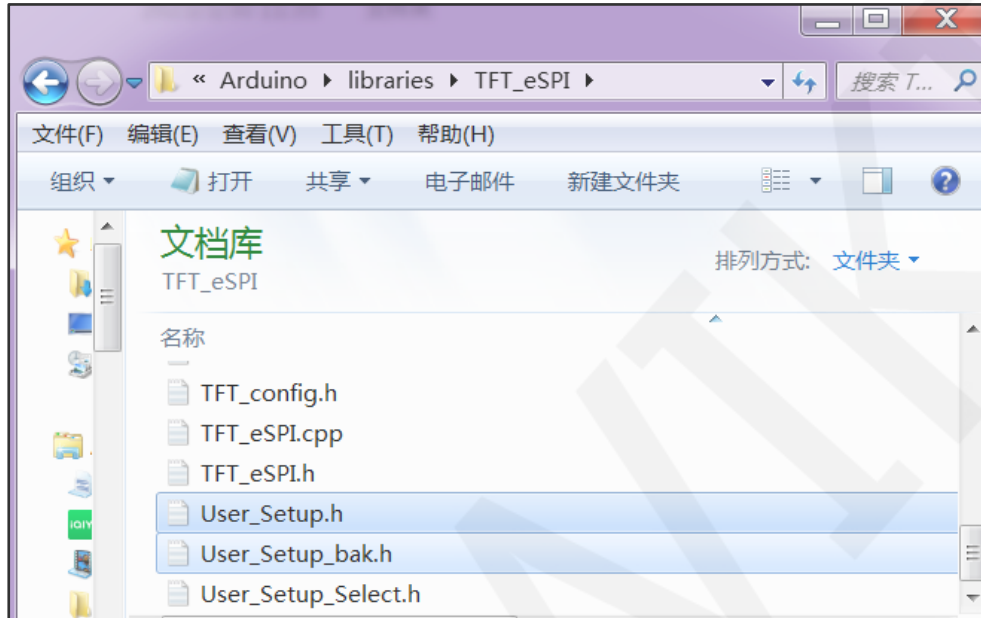 « Arduino ▸ libraries ▸ TFT_eSPI ▸ 搜索 T...
文件(F) 编辑(E) 查看(V) 工具(T) 帮助(H)
组织 打开 共享 电子邮件 新建文件夹
文档库
TFT_eSPI
排列方式: 文件夹
名称
TFT_config.h
TFT_eSPI.cpp
TFT_eSPI.h
User_Setup.h
User_Setup_bak.h
User_Setup_Select.h